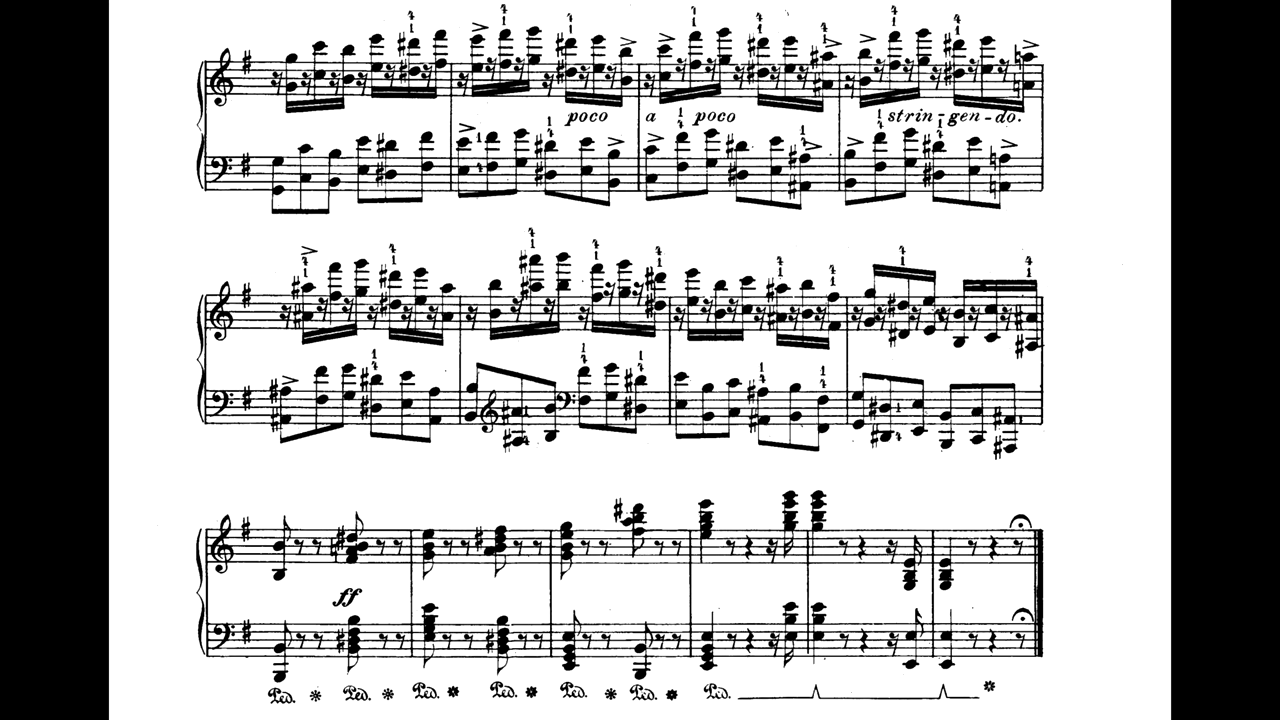 poco a poco strin-gen-do.
ff
Ped. * Ped. * Ped. * Ped. * Ped. * Ped. * Ped. *